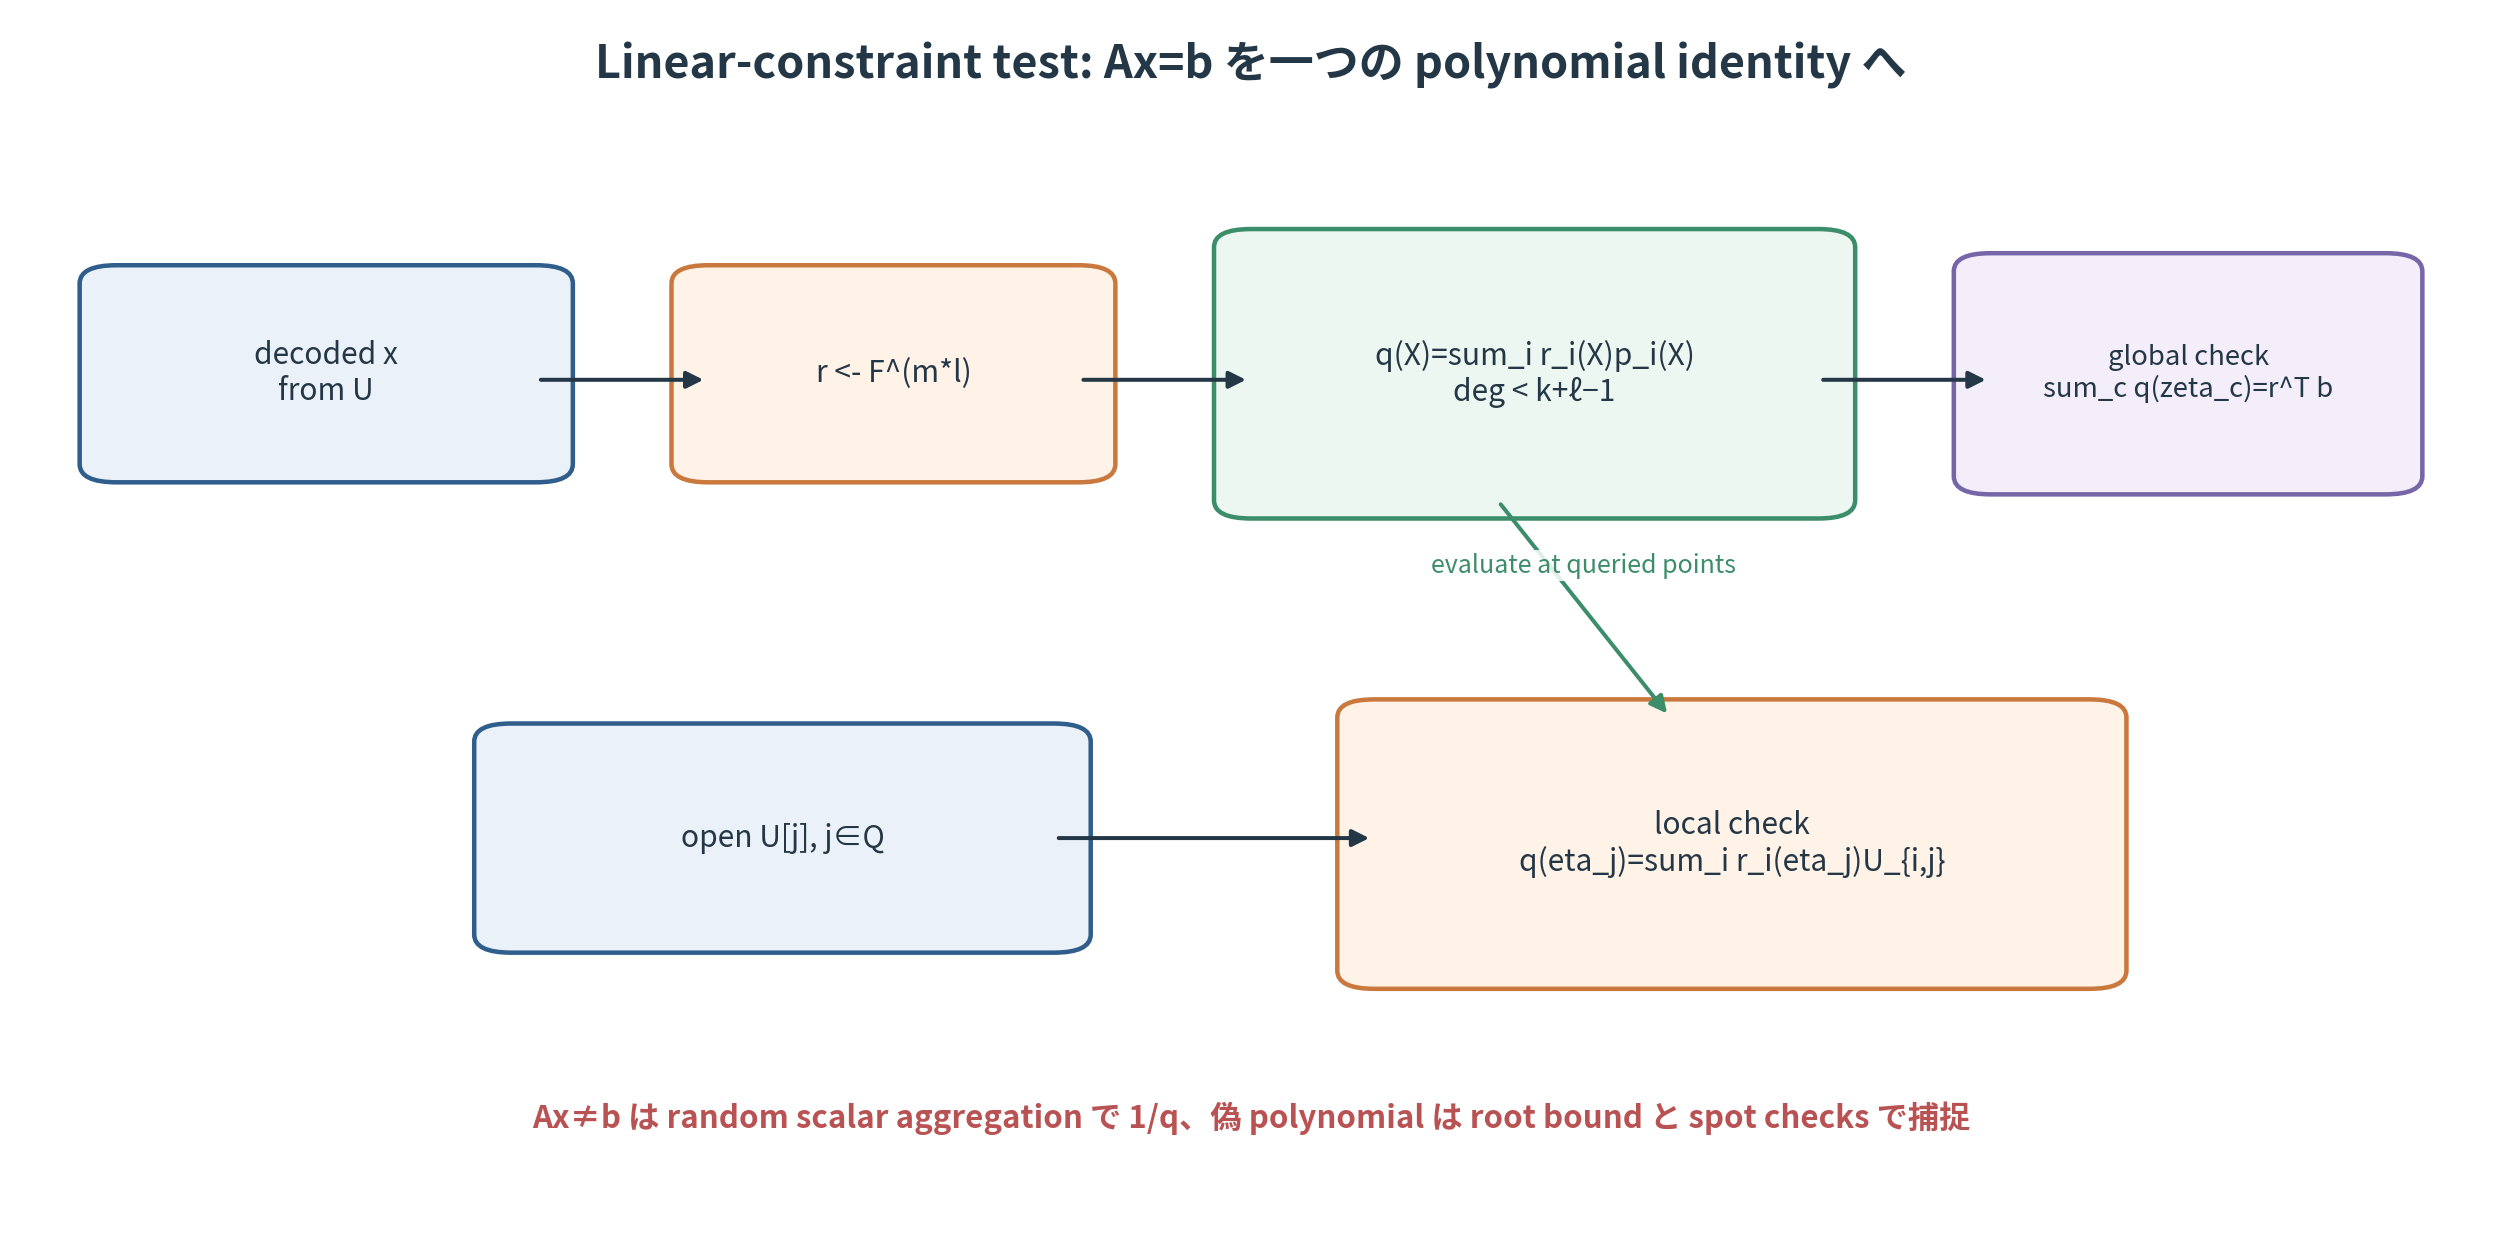 Linear-constraint test: Ax=b を一つの polynomial identity へ
decoded x
from U
r <- F^(m*l)
q(X)=sum_i r_i(X)p_i(X)
deg < k+ℓ−1
global check
sum_c q(zeta_c)=r^T b
evaluate at queried points
open U[j], j∈Q
local check
q(eta_j)=sum_i r_i(eta_j)U_{i,j}
Ax≠b は random scalar aggregation で 1/q、偽 polynomial は root bound と spot checks で捕捉